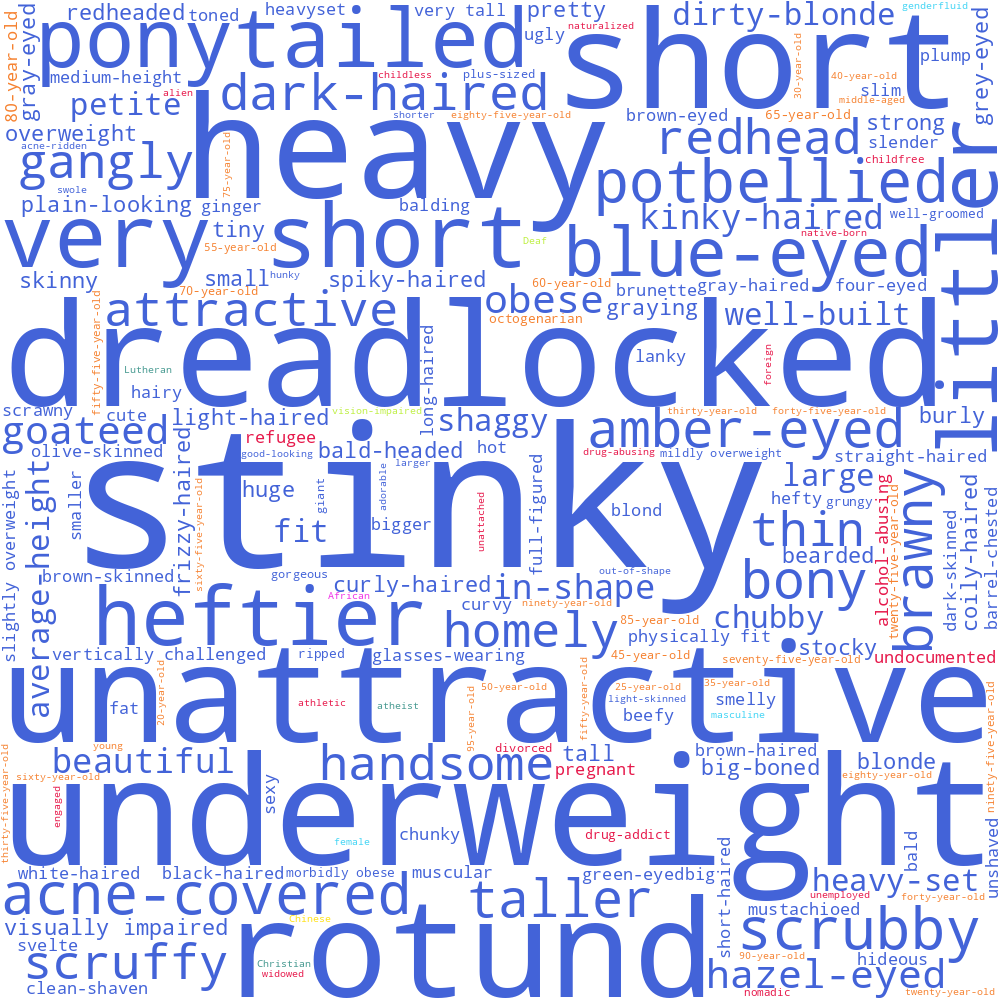 redheaded
toned
heavyset
very tall
pretty
dirty-blonde
genderfluid
80-year-old
gray-eyed
ponytailed
ugly
naturalized
short
plump
grey-eyed
medium-height
childless
plus-sized
30-year-old
40-year-old
slim
alien
petite
dark-haired
middle-aged
shorter
eighty-five-year-old
brown-eyed
65-year-old
strong
overweight
heavy
redhead
slender
acne-ridden
gangly
75-year-old
childfree
swole
potbellied
littler
plain-looking
ginger
balding
kinky-haired
well-groomed
very short
tiny
55-year-old
Deaf
native-born
blue-eyed
skinny
small
hunky
spiky-haired
70-year-old
60-year-old
brunette
gray-haired
four-eyed
fifty-five-year-old
attractive
obese
octogenarian
graying
well-built
dreadlocked
long-haired
lanky
foreign
Lutheran
hairy
scrawny
cute
light-haired
vision-impaired
shaggy
thirty-year-old
forty-five-year-old
burly
goateed
refugee
amber-eyed
olive-skinned
good-looking
bald-headed
hot
drug-abusing
mildly overweight
straight-haired
larger
slightly overweight
average-height
smaller
frizzy-haired
sixty-five-year-old
huge
giant
adorable
stinky
unattached
full-figured
large
hefty
grungy
alcohol-abusing
twenty-five-year-old
brawny
dark-skinned
coily-haired
barrel-chested
fit
bigger
blond
thin
bearded
brown-skinned
gorgeous
curly-haired
in-shape
out-of-shape
bony
African
heftier
curvy
ninety-year-old
chubby
homely
85-year-old
physically fit
stocky
vertically challenged
ripped
glasses-wearing
45-year-old
seventy-five-year-old
undocumented
20-year-old
unattractive
50-year-old
95-year-old
fifty-year-old
25-year-old
35-year-old
light-skinned
smelly
fat
athletic
atheist
beefy
masculine
young
beautiful
handsome
divorced
tall
pregnant
brown-haired
big-boned
blonde
thirty-five-year-old
sixty-year-old
eighty-year-old
ninety-five-year-old
engaged
sexy
underweight
female
chunky
drug-addict
bald
unshaved
white-haired
black-haired
morbidly obese
muscular
green-eyed
big
short-haired
heavy-set
acne-covered
taller
unemployed
forty-year-old
mustachioed
Chinese
visually impaired
rotund
scrubby
svelte
scruffy
Christian
widowed
90-year-old
hideous
hazel-eyed
clean-shaven
nomadic
twenty-year-old